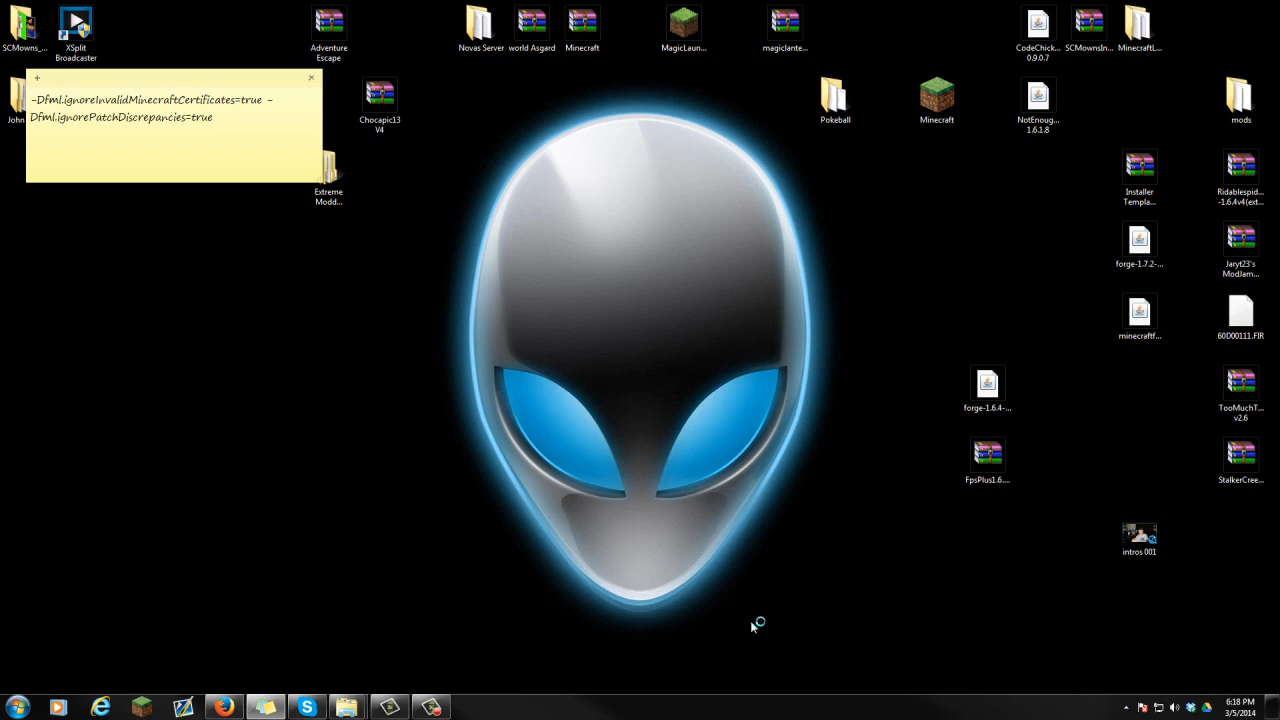 SCMowns_...
XSplit
Broadcaster
Adventure
Escape
Novas Server
world Asgard
Minecraft
MagicLaun...
magiclante...
CodeChick...
0.9.0.7
SCMownsIn...
MinecraftL...
+
×
-Dfml.ignoreInvalidMinecraftCertificates=true -
Dfml.ignorePatchDiscrepancies=true
John
Chocapic13
V4
Pokeball
Minecraft
NotEnoug...
1.6.1.8
mods
Extreme
Modd...
Installer
Templa...
Ridablespid...
-1.6.4v4(ext...
forge-1.7.2-...
Jaryt23's
ModJam...
minecraftf...
60D00111.FIR
forge-1.6.4-...
TooMuchT...
v2.6
FpsPlus1.6....
StalkerCree...
intros 001
6:18 PM
3/5/2014